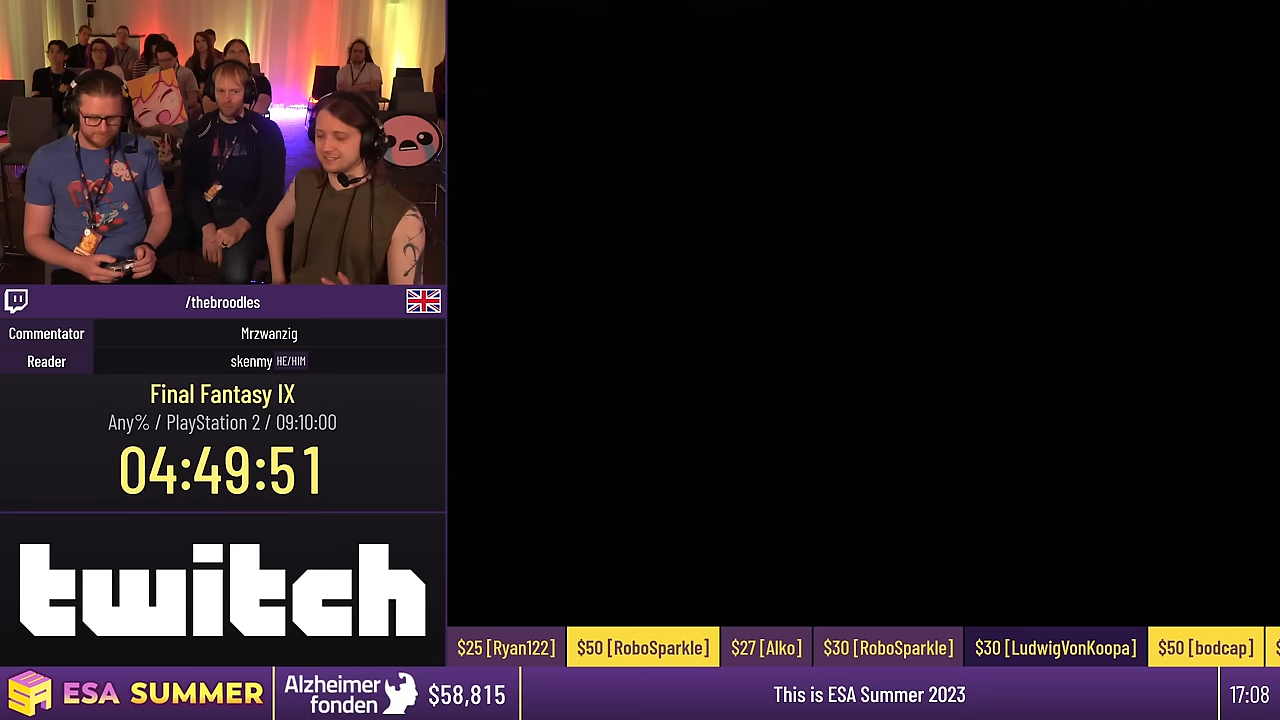 /thebroodles
Commentator
Mrzwanzig
Reader
skenmy HE/HIM
Final Fantasy IX
Any% / PlayStation 2 / 09:10:00
04:49:51
twitch
$25 [Ryan122]
$50 [RoboSparkle]
$27 [Alko]
$30 [RoboSparkle]
$30 [LudwigVonKoopa]
$50 [bodcap]
ESA SUMMER
Alzheimer
fonden
$58,815
This is ESA Summer 2023
17:08